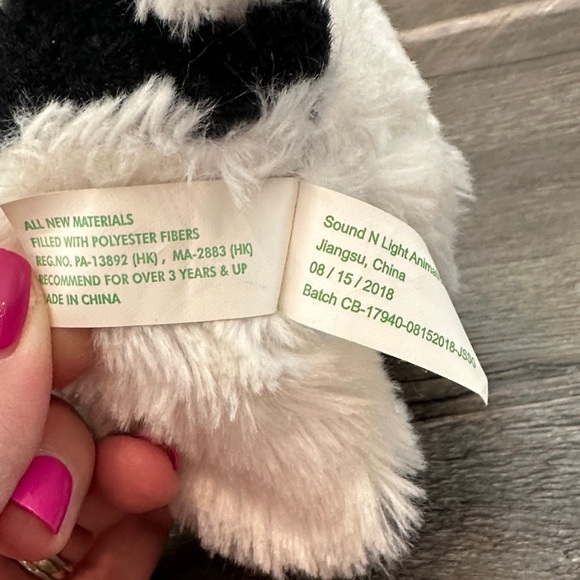 ALL NEW MATERIALS
FILLED WITH POLYESTER FIBERS
REG.NO. PA-13892 (HK) , MA-2883 (HK)
RECOMMEND FOR OVER 3 YEARS & UP
MADE IN CHINA
Sound N Light
Jiangsu, China
08 / 15 / 2018
Batch CB-17940-08152018-JSSG